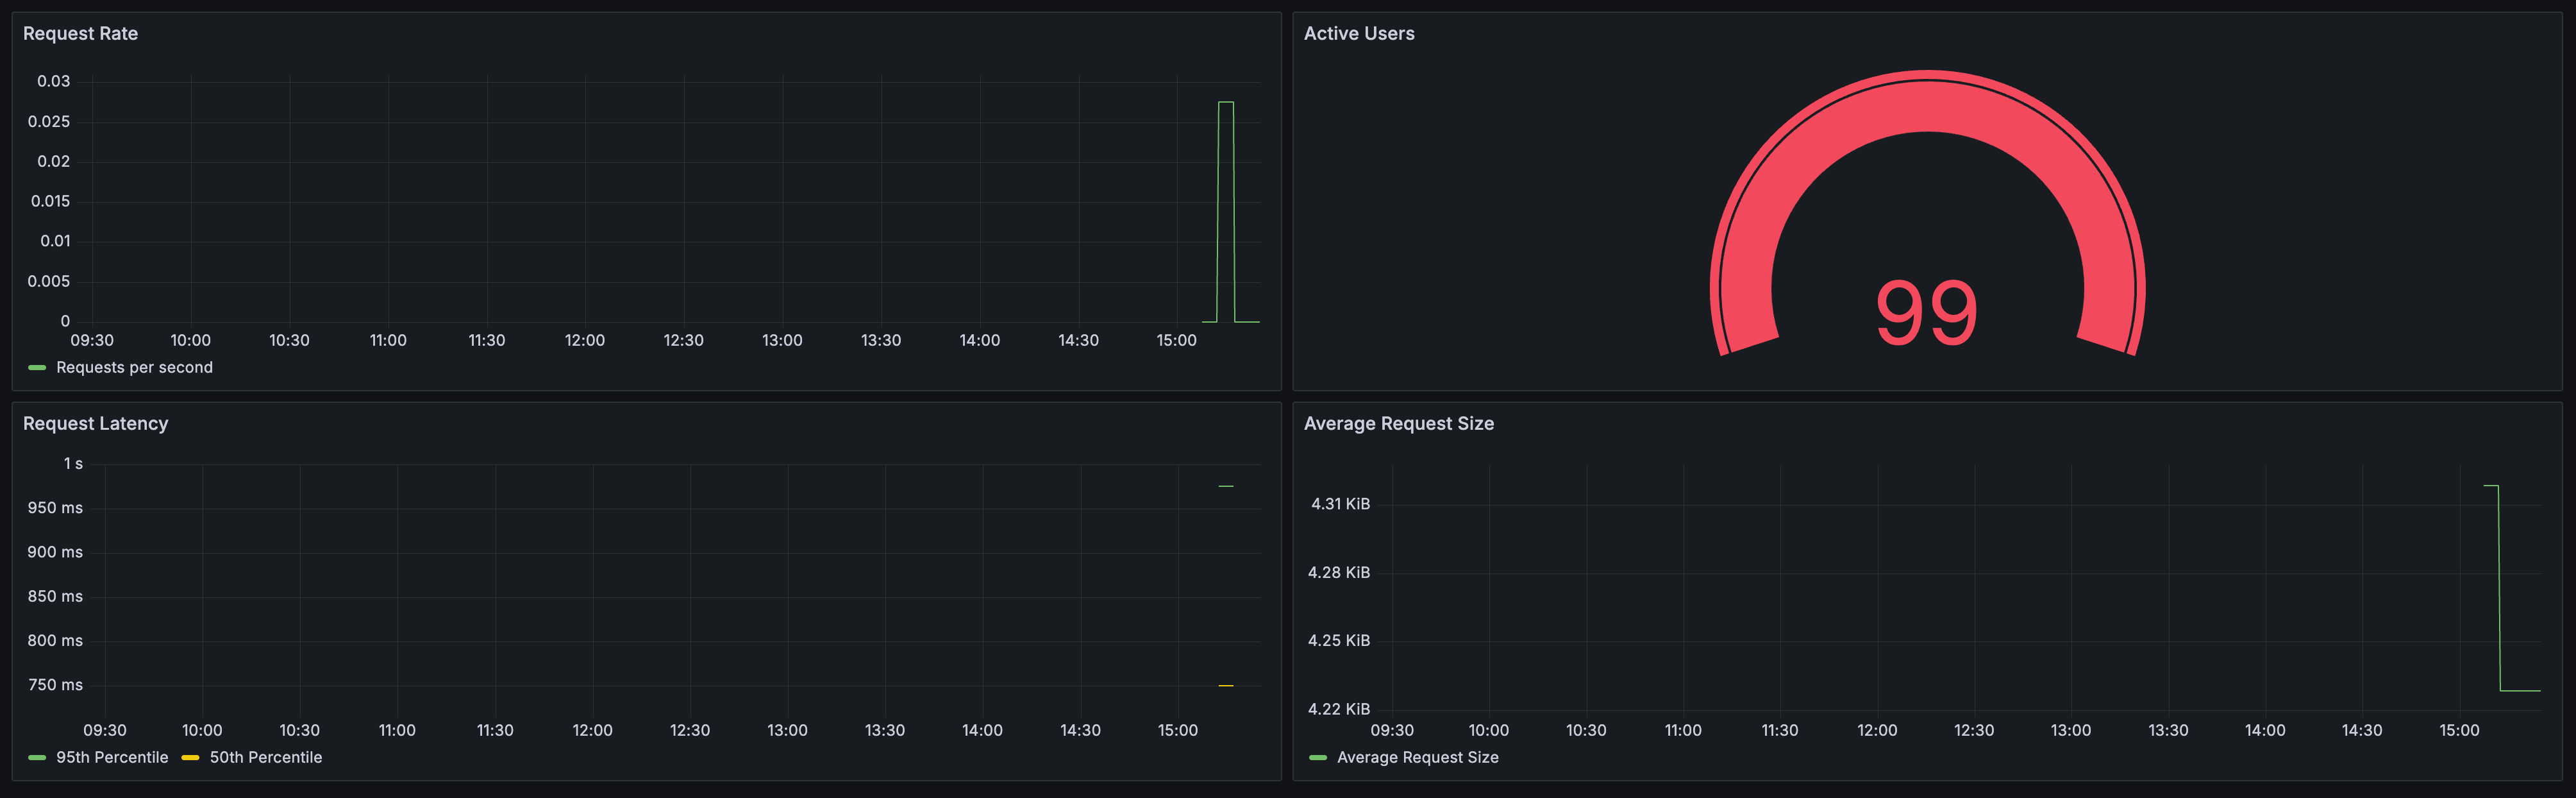 Request Rate
0.03
0.025
0.02
0.015
0.01
0.005
0
09:30 10:00 10:30 11:00 11:30 12:00 12:30 13:00 13:30 14:00 14:30 15:00
Requests per second
Active Users
99
Request Latency
1 s
950 ms
900 ms
850 ms
800 ms
750 ms
09:30 10:00 10:30 11:00 11:30 12:00 12:30 13:00 13:30 14:00 14:30 15:00
95th Percentile 50th Percentile
Average Request Size
4.31 KiB
4.28 KiB
4.25 KiB
4.22 KiB
09:30 10:00 10:30 11:00 11:30 12:00 12:30 13:00 13:30 14:00 14:30 15:00
Average Request Size